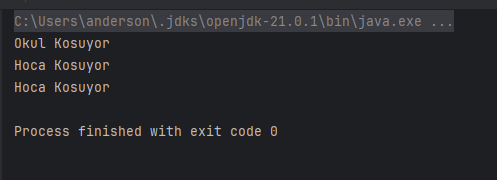 C:\Users\anderson\.jdks\openjdk-21.0.1\bin\java.exe ...
Okul Kosuyor
Hoca Kosuyor
Hoca Kosuyor
Process finished with exit code 0